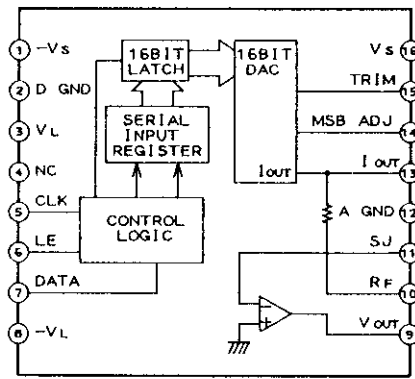 1 -VS
2 D GND
3 VL
4 NC
5 CLK
6 LE
7 DATA
8 -VL
16BIT
LATCH
SERIAL
INPUT
REGISTER
CONTROL
LOGIC
16BIT
DAC
IOUT
VS 16
TRIM 15
MSB ADJ 14
IOUT 13
A GND 12
SJ 11
RF 10
VOUT 9
-
+